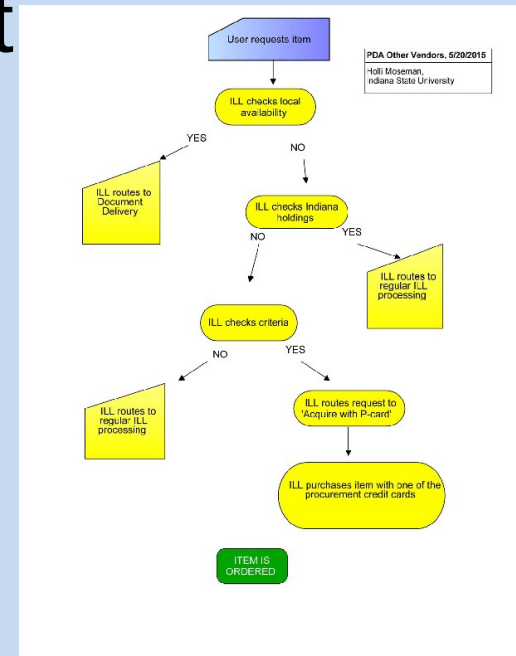 t
User requests item
PDA Other Vendors, 5/20/2015
Holli Moseman,
Indiana State University
ILL checks local
availability
YES
NO
ILL routes to
Document
Delivery
ILL checks Indiana
holdings
NO
YES
ILL routes to
regular ILL
processing
ILL checks criteria
NO
YES
ILL routes to
regular ILL
processing
ILL routes request to
'Acquire with P-card'
ILL purchases item with one of the
procurement credit cards
ITEM IS
ORDERED